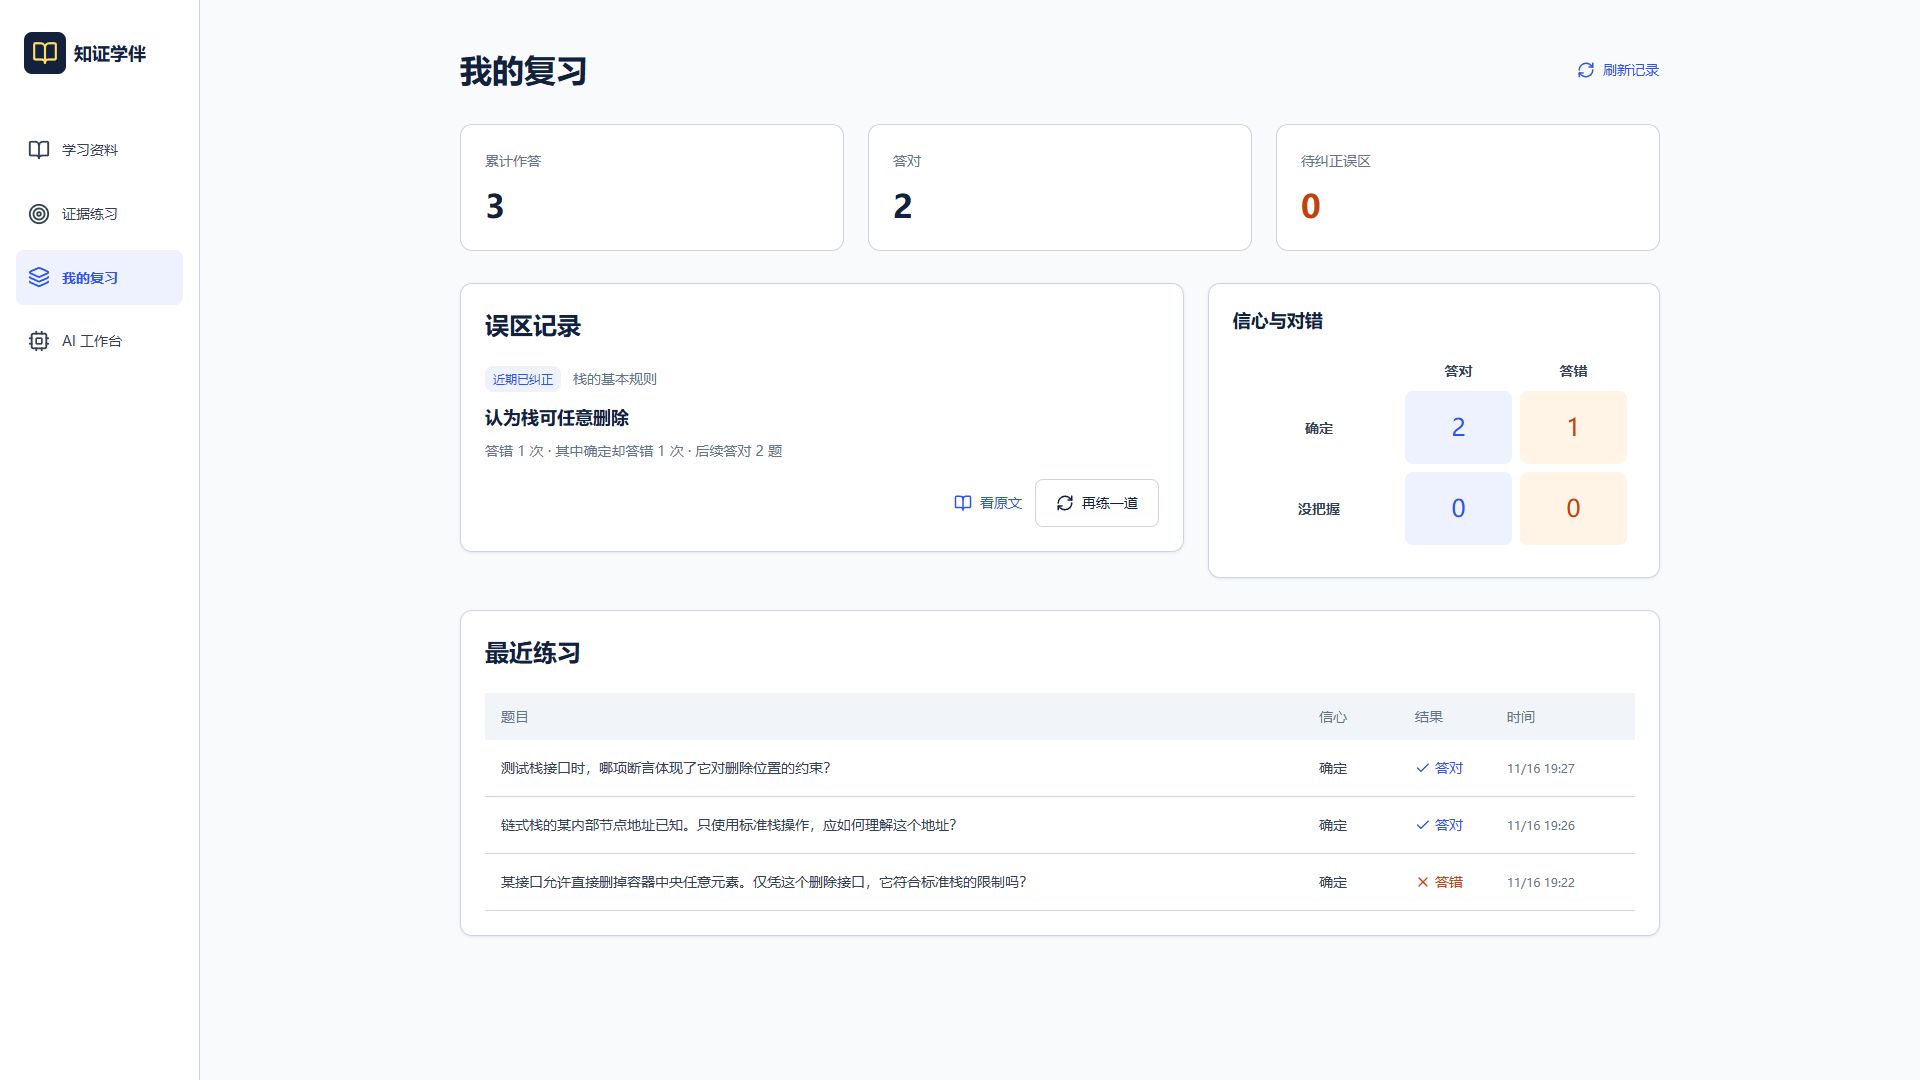 知证学伴
学习资料
证据练习
我的复习
AI 工作台
我的复习
刷新记录
累计作答
3
答对
2
待纠正误区
0
误区记录
近期已纠正 栈的基本规则
认为栈可任意删除
答错 1 次 · 其中确定却答错 1 次 · 后续答对 2 题
看原文 再练一道
信心与对错
答对 答错
确定 2 1
没把握 0 0
最近练习
题目 信心 结果 时间
测试栈接口时，哪项断言体现了它对删除位置的约束？ 确定 答对 11/16 19:27
链式栈的某内部节点地址已知。只使用标准栈操作，应如何理解这个地址？ 确定 答对 11/16 19:26
某接口允许直接删掉容器中央任意元素。仅凭这个删除接口，它符合标准栈的限制吗？ 确定 答错 11/16 19:22